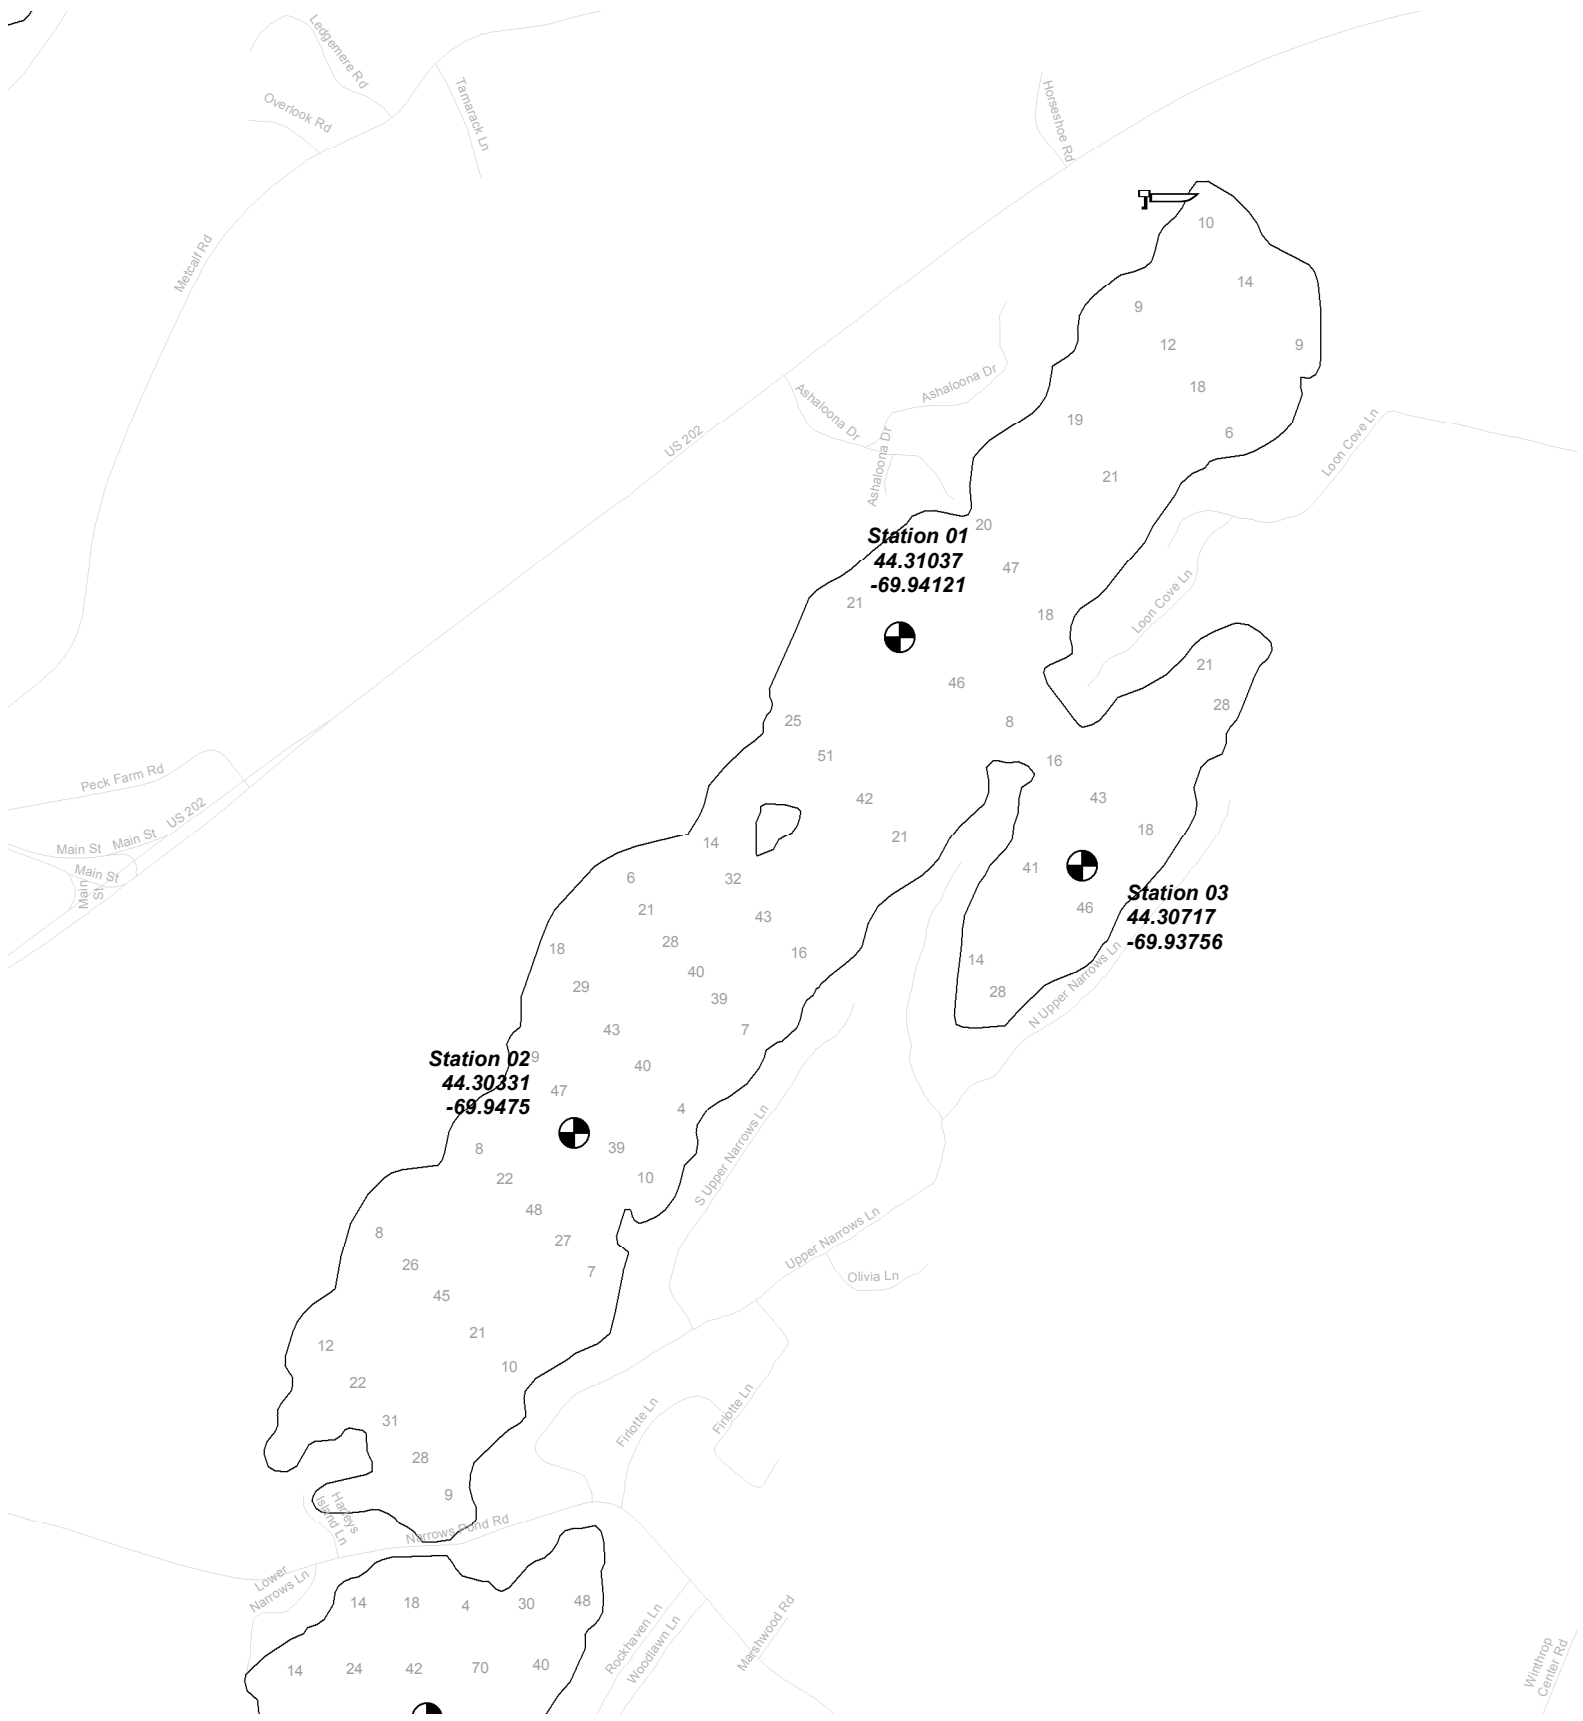 Ledgemere Rd
Overlook Rd
Tamarack Ln
Horseshoe Rd
10
Metcalf Rd
14
9
12
9
18
Ashaloona Dr
Ashaloona Dr
19
6
US 202
Ashaloona Dr
21
Loon Cove Ln
20
Station 01
44.31037
-69.94121
47
21
18
Loon Cove Ln
46
21
28
25
8
51
16
Peck Farm Rd
42
43
US 202
21
18
14
Main St
Main St
Main St
Main
St
6
32
41
Station 03
44.30717
-69.93756
21
43
46
18
28
16
14
29
40
39
28
N Upper Narrows Ln
43
7
Station 02
44.30331
-69.9475
9
40
47
4
8
39
S Upper Narrows Ln
22
10
48
8
27
Upper Narrows Ln
26
7
Olivia Ln
45
21
12
10
22
31
Firlotte Ln
Firlotte Ln
28
9
Harleys
Island Ln
Narrows Pond Rd
Lower
Narrows Ln
14
18
4
30
48
Rockhaven Ln
Woodlawn Ln
Marshwood Rd
14
24
42
70
40
Winthrop
Center Rd